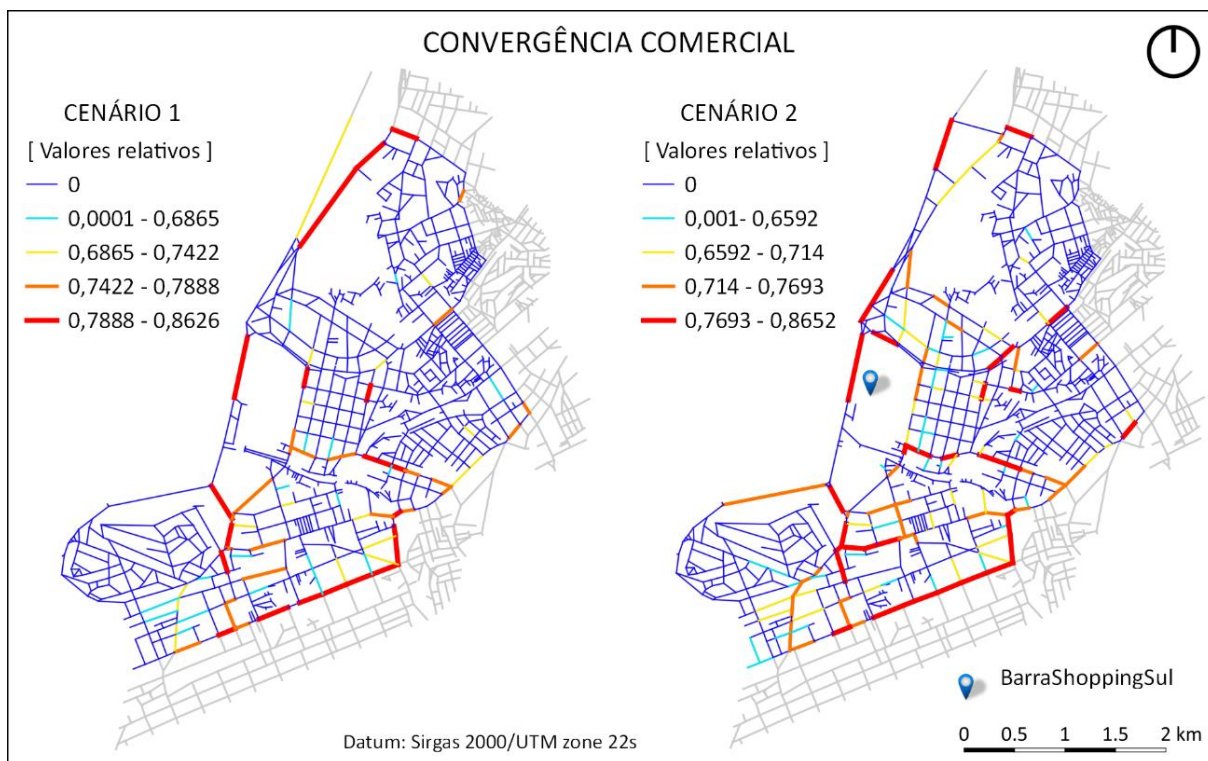 CONVERGÊNCIA COMERCIAL
CENÁRIO 1
[ Valores relativos ]
0
0,0001 - 0,6865
0,6865 - 0,7422
0,7422 - 0,7888
0,7888 - 0,8626
CENÁRIO 2
[ Valores relativos ]
0
0,001- 0,6592
0,6592 - 0,714
0,714 - 0,7693
0,7693 - 0,8652
BarraShoppingSul
Datum: Sirgas 2000/UTM zone 22s
0 0.5 1 1.5 2 km